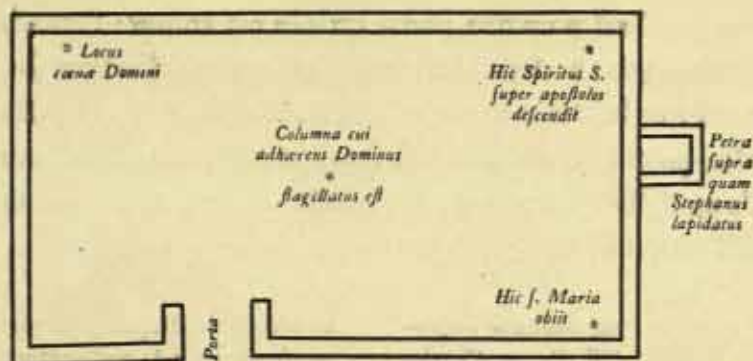 Locus
cœnæ Domini
Hic Spiritus S.
ſuper apoſtolos
deſcendit
Columna cui
adhærens Dominus
flagillatus eſt
Petra
ſupra
quam
Stephanus
lapidatus
Hic ſ. Maria
obiit
Porta